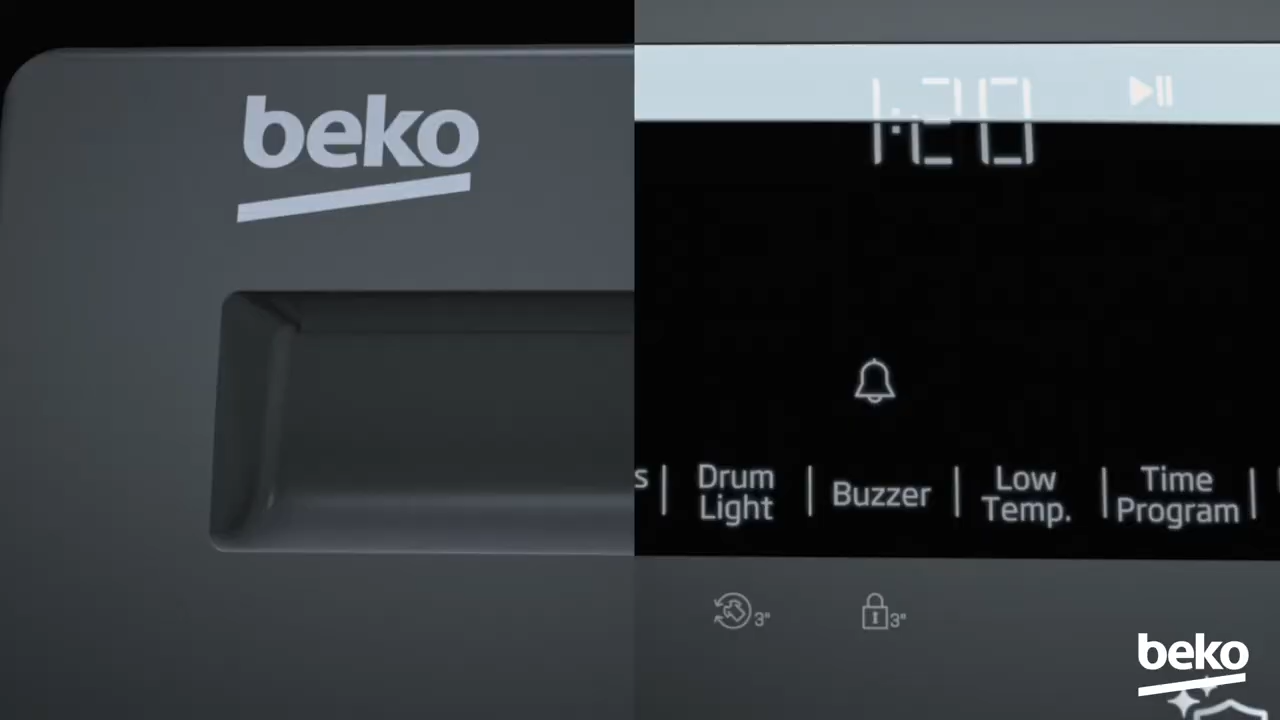 beko
1:20
s
Drum
Light
Buzzer
Low
Temp.
Time
Program
3"
3"
beko